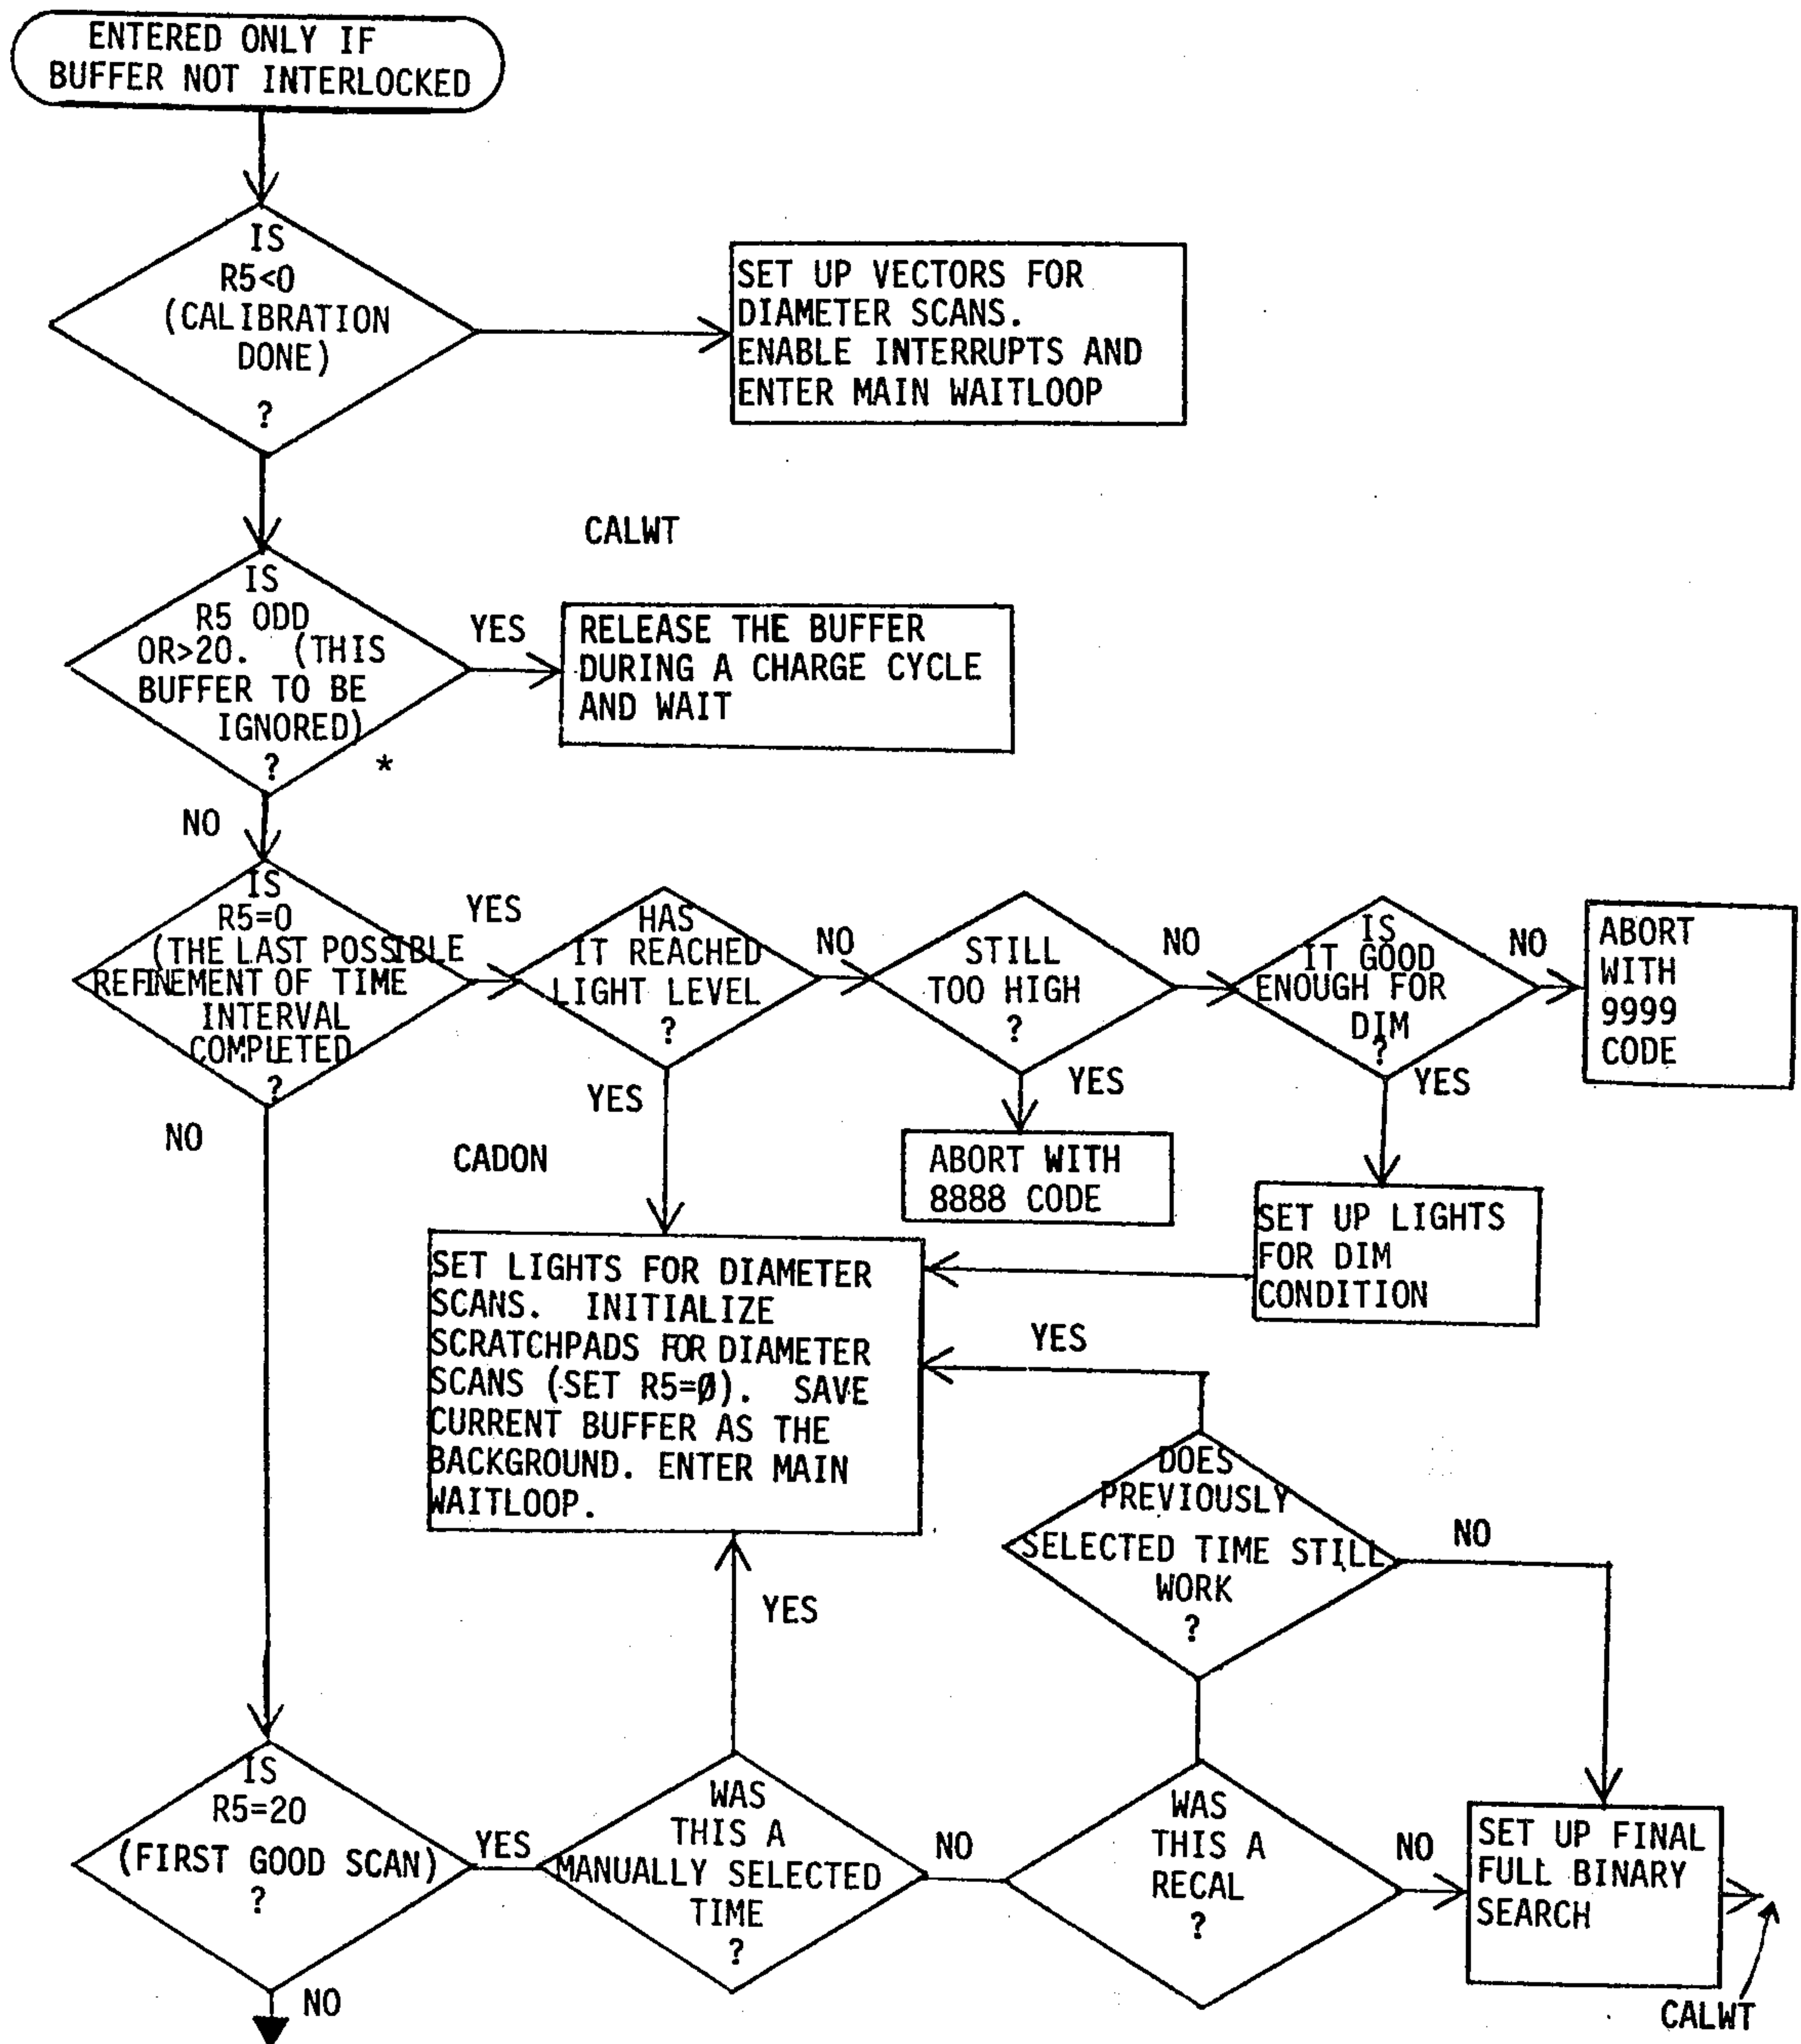 ENTERED ONLY IF
BUFFER NOT INTERLOCKED
IS
R5<0
(CALIBRATION
DONE)
?
SET UP VECTORS FOR
DIAMETER SCANS.
ENABLE INTERRUPTS AND
ENTER MAIN WAITLOOP
CALWT
IS
R5 ODD
OR>20. (THIS
BUFFER TO BE
IGNORED)
?
*
YES
RELEASE THE BUFFER
DURING A CHARGE CYCLE
AND WAIT
NO
IS
R5=0
(THE LAST POSSIBLE
REFINEMENT OF TIME
INTERVAL
COMPLETED
?
YES
HAS
IT REACHED
LIGHT LEVEL
?
NO
STILL
TOO HIGH
?
NO
IS
IT GOOD
ENOUGH FOR
DIM
?
NO
ABORT
WITH
9999
CODE
YES
YES
YES
NO
CADON
ABORT WITH
8888 CODE
SET UP LIGHTS
FOR DIM
CONDITION
SET LIGHTS FOR DIAMETER
SCANS. INITIALIZE
SCRATCHPADS FOR DIAMETER
SCANS (SET R5=Ø). SAVE
CURRENT BUFFER AS THE
BACKGROUND. ENTER MAIN
WAITLOOP.
YES
DOES
PREVIOUSLY
SELECTED TIME STILL
WORK
?
NO
YES
IS
R5=20
(FIRST GOOD SCAN)
?
YES
WAS
THIS A
MANUALLY SELECTED
TIME
?
NO
WAS
THIS A
RECAL
?
NO
SET UP FINAL
FULL BINARY
SEARCH
NO
CALWT